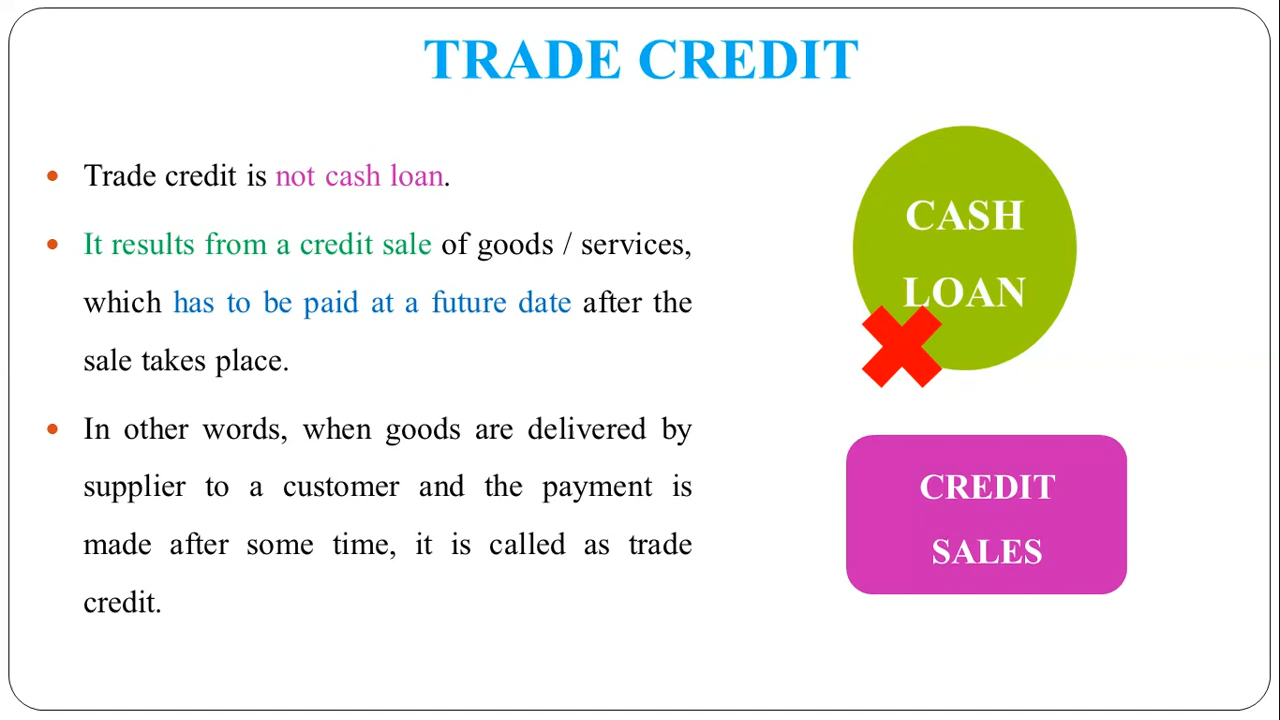 TRADE CREDIT
• Trade credit is not cash loan.
• It results from a credit sale of goods / services,
which has to be paid at a future date after the
sale takes place.
• In other words, when goods are delivered by
supplier to a customer and the payment is
made after some time, it is called as trade
credit.
CASH
LOAN
CREDIT
SALES